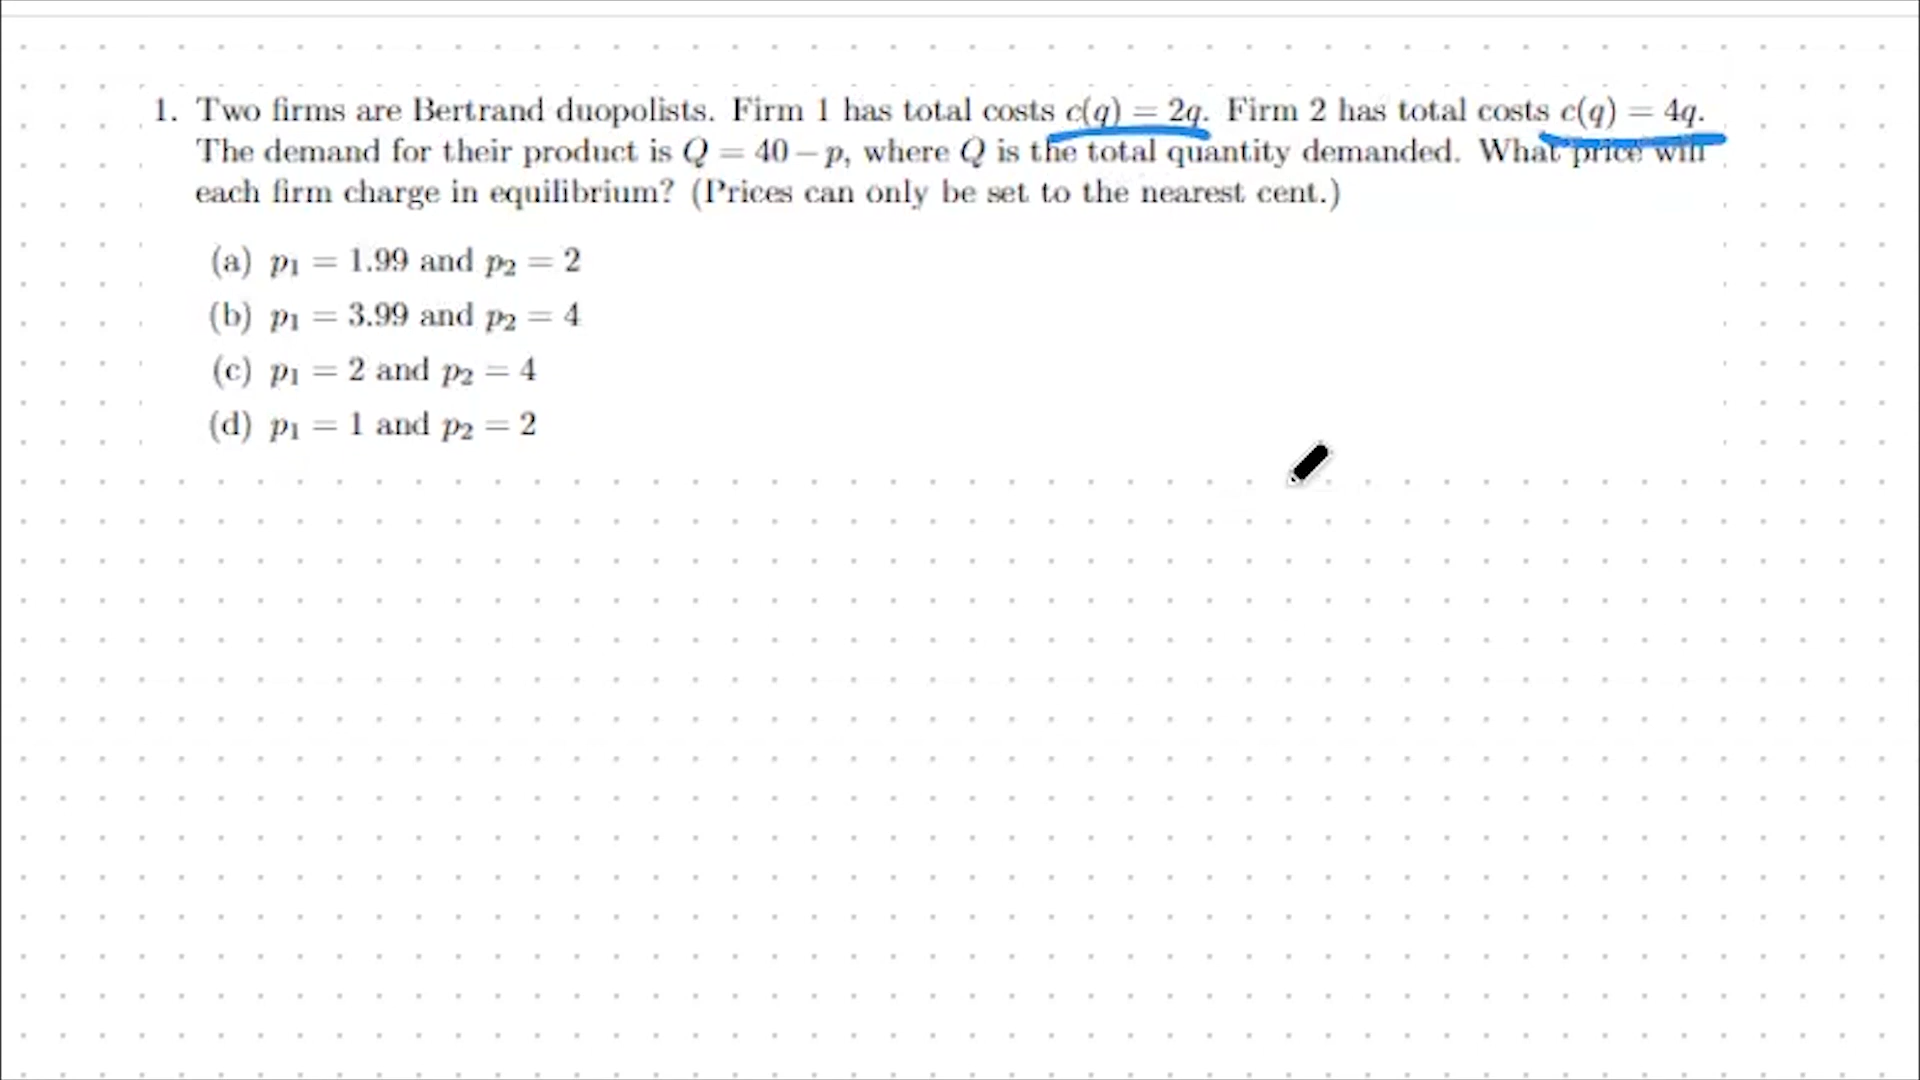 1. Two firms are Bertrand duopolists. Firm 1 has total costs c(q) = 2q. Firm 2 has total costs c(q) = 4q.
The demand for their product is Q = 40 − p, where Q is the total quantity demanded. What price will
each firm charge in equilibrium? (Prices can only be set to the nearest cent.)
(a) p₁ = 1.99 and p₂ = 2
(b) p₁ = 3.99 and p₂ = 4
(c) p₁ = 2 and p₂ = 4
(d) p₁ = 1 and p₂ = 2